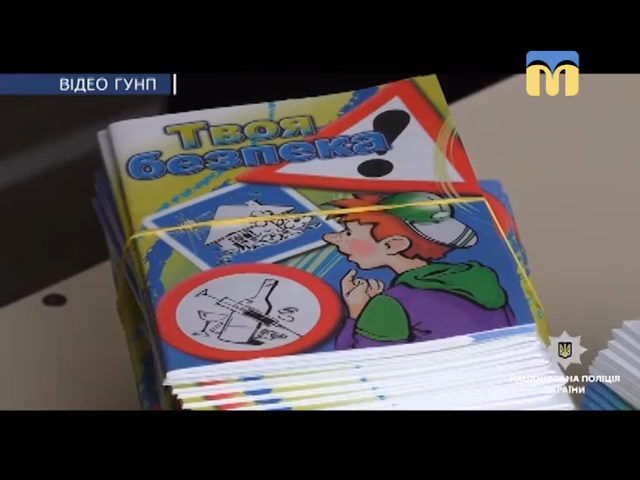 ВІДЕО ГУНП
Твоя
безпека
НАЦІОНАЛЬНА ПОЛІЦІЯ
УКРАЇНИ